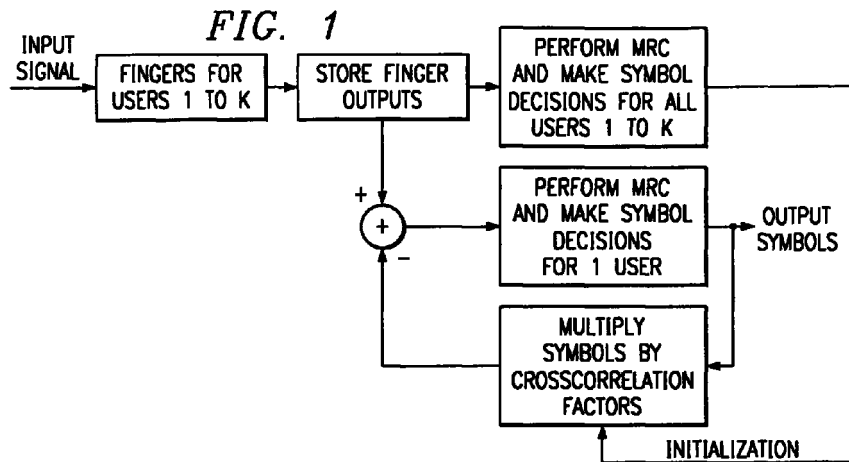 FIG. 1
INPUT
SIGNAL
FINGERS FOR
USERS 1 TO K
STORE FINGER
OUTPUTS
PERFORM MRC
AND MAKE SYMBOL
DECISIONS FOR ALL
USERS 1 TO K
+
+
−
PERFORM MRC
AND MAKE SYMBOL
DECISIONS
FOR 1 USER
OUTPUT
SYMBOLS
MULTIPLY
SYMBOLS BY
CROSSCORRELATION
FACTORS
INITIALIZATION